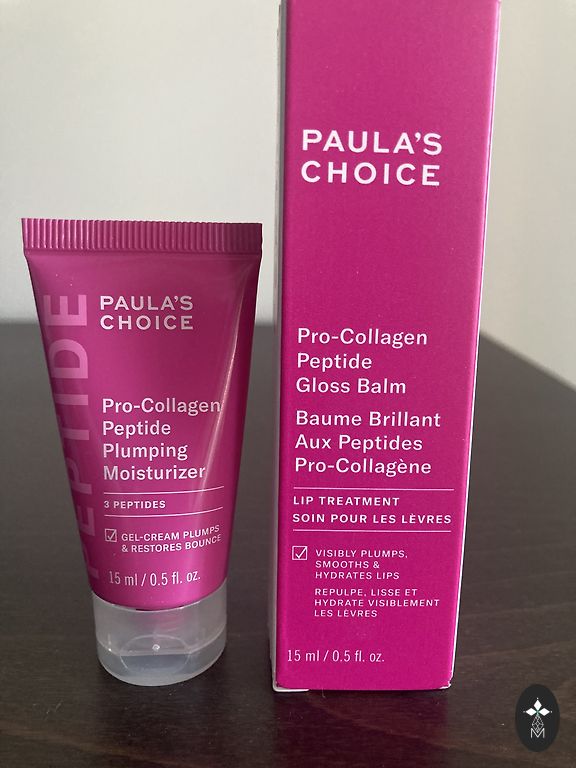 PEPTIDE
PAULA'S
CHOICE
Pro-Collagen
Peptide
Plumping
Moisturizer
3 PEPTIDES
GEL-CREAM PLUMPS
& RESTORES BOUNCE
15 ml / 0.5 fl. oz.
PAULA'S
CHOICE
Pro-Collagen
Peptide
Gloss Balm
Baume Brillant
Aux Peptides
Pro-Collagène
LIP TREATMENT
SOIN POUR LES LÈVRES
VISIBLY PLUMPS,
SMOOTHS &
HYDRATES LIPS
REPULPE, LISSE ET
HYDRATE VISIBLEMENT
LES LÈVRES
15 ml / 0.5 fl. oz.
M